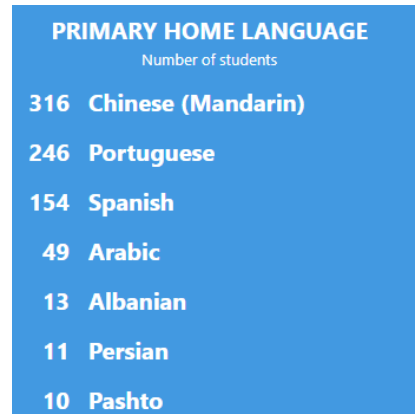 PRIMARY HOME LANGUAGE
Number of students
316 Chinese (Mandarin)
246 Portuguese
154 Spanish
49 Arabic
13 Albanian
11 Persian
10 Pashto